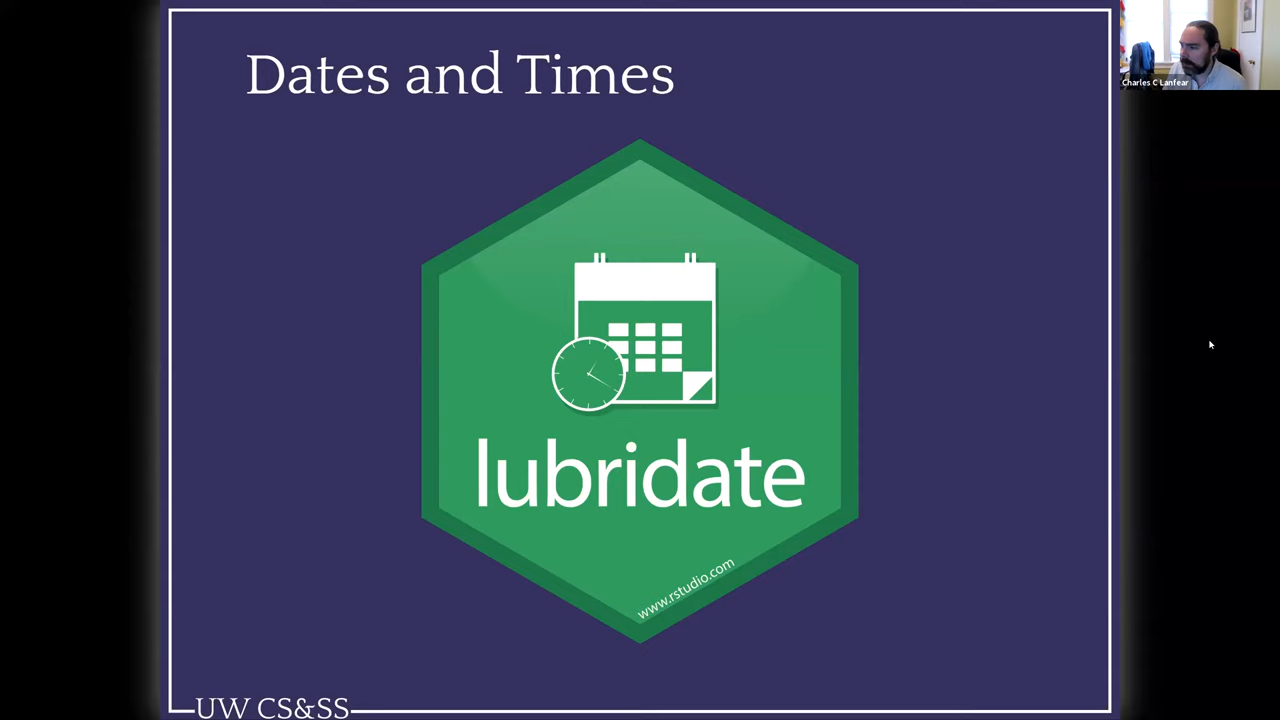 Dates and Times
Charles C Lanfear
lubridate
www.rstudio.com
UW CS&SS